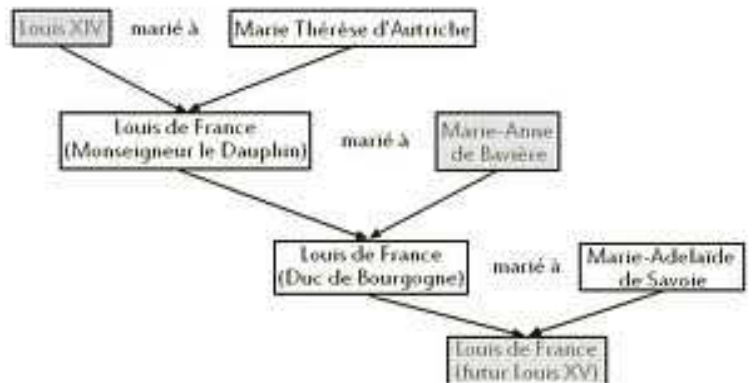 Louis XIV marié à Marie Thérèse d'Autriche
Louis de France
(Monseigneur le Dauphin)
marié à
Marie-Anne
de Bavière
Louis de France
(Duc de Bourgogne)
marié à
Marie-Adelaïde
de Savoie
Louis de France
(futur Louis XV)